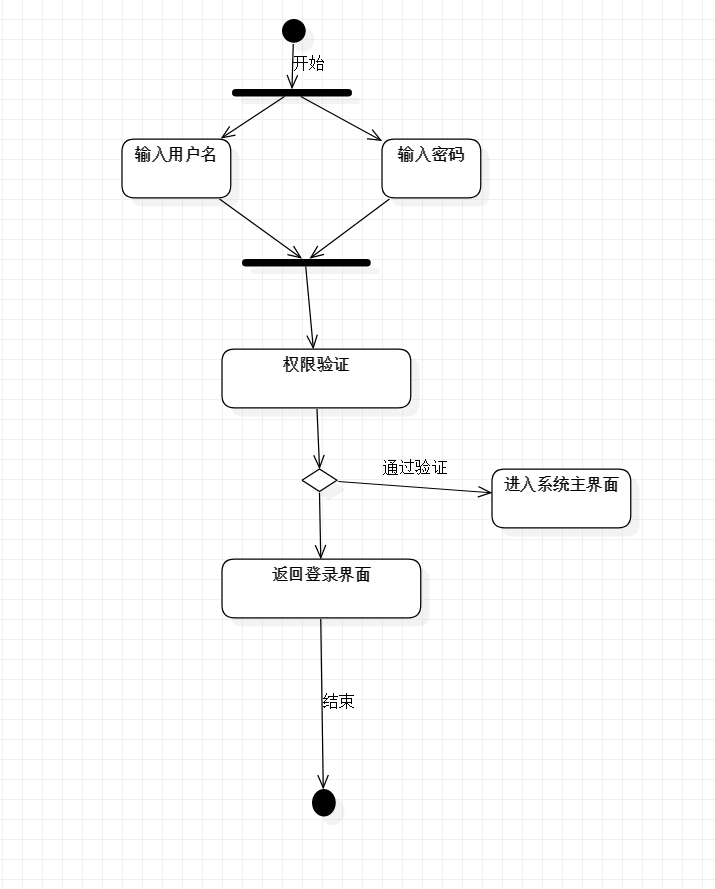 开始
输入用户名
输入密码
权限验证
通过验证
进入系统主界面
返回登录界面
结束